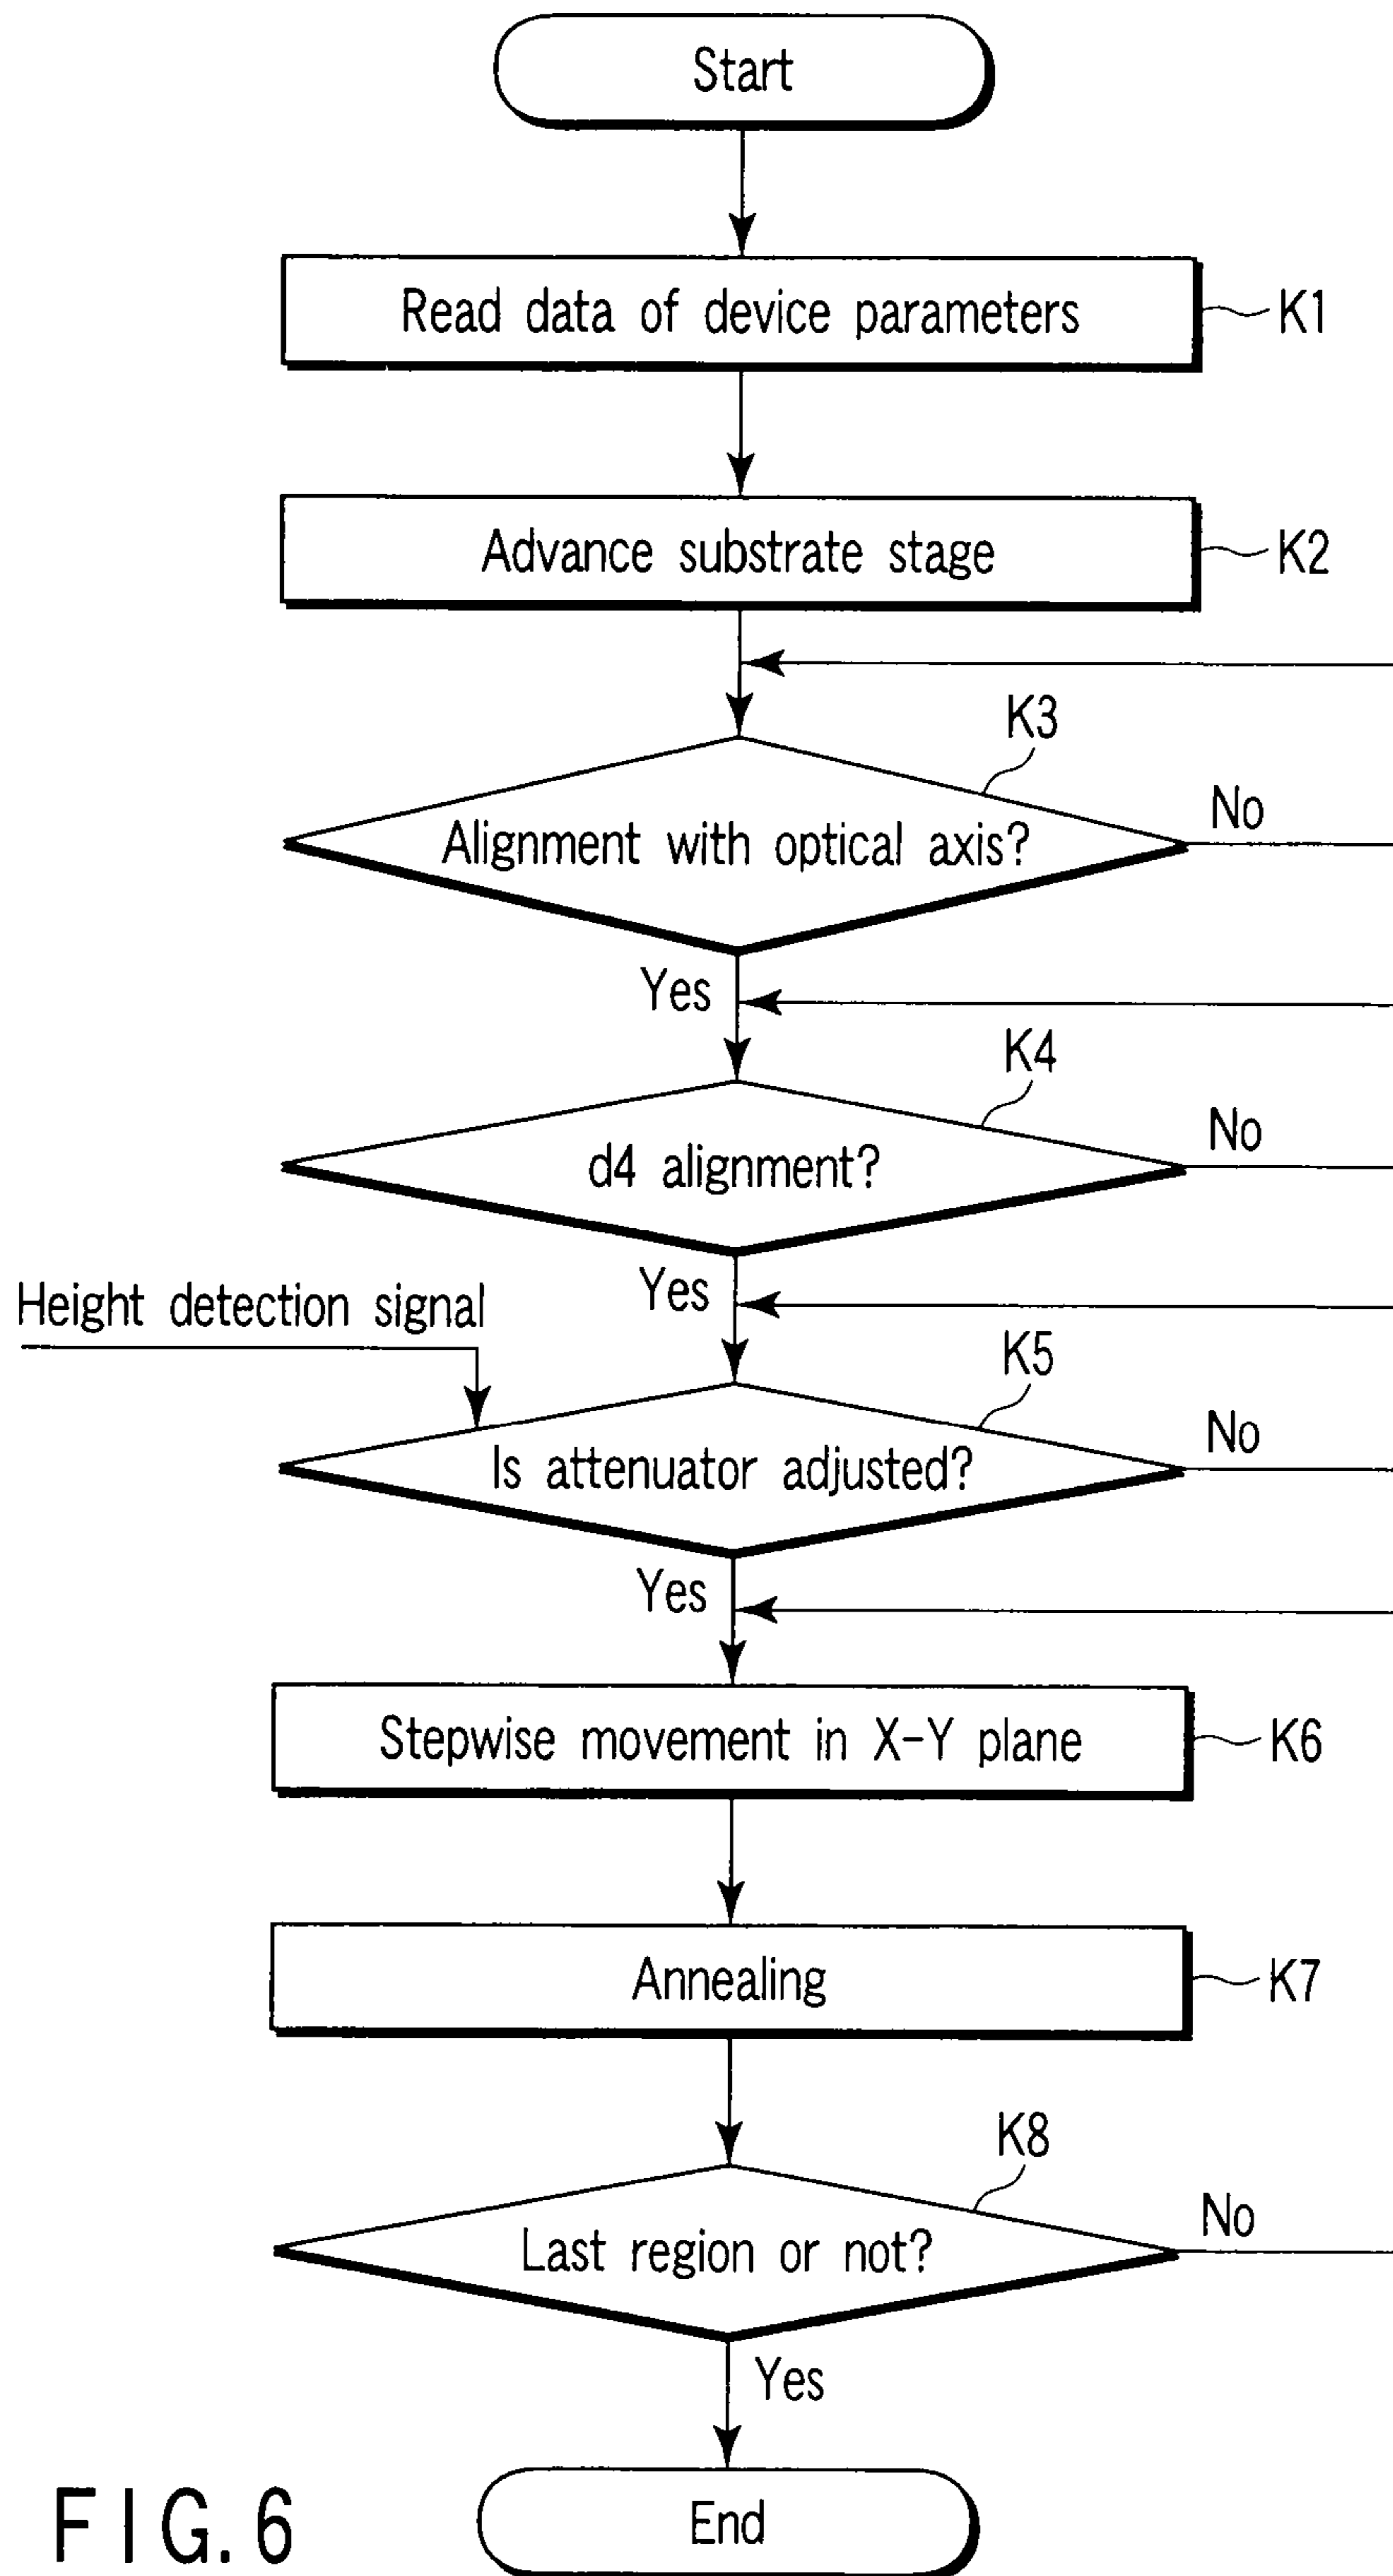 Start
Read data of device parameters
K1
Advance substrate stage
K2
K3
Alignment with optical axis?
No
Yes
K4
d4 alignment?
No
Yes
Height detection signal
K5
Is attenuator adjusted?
No
Yes
Stepwise movement in X-Y plane
K6
Annealing
K7
K8
Last region or not?
No
Yes
End
FIG. 6